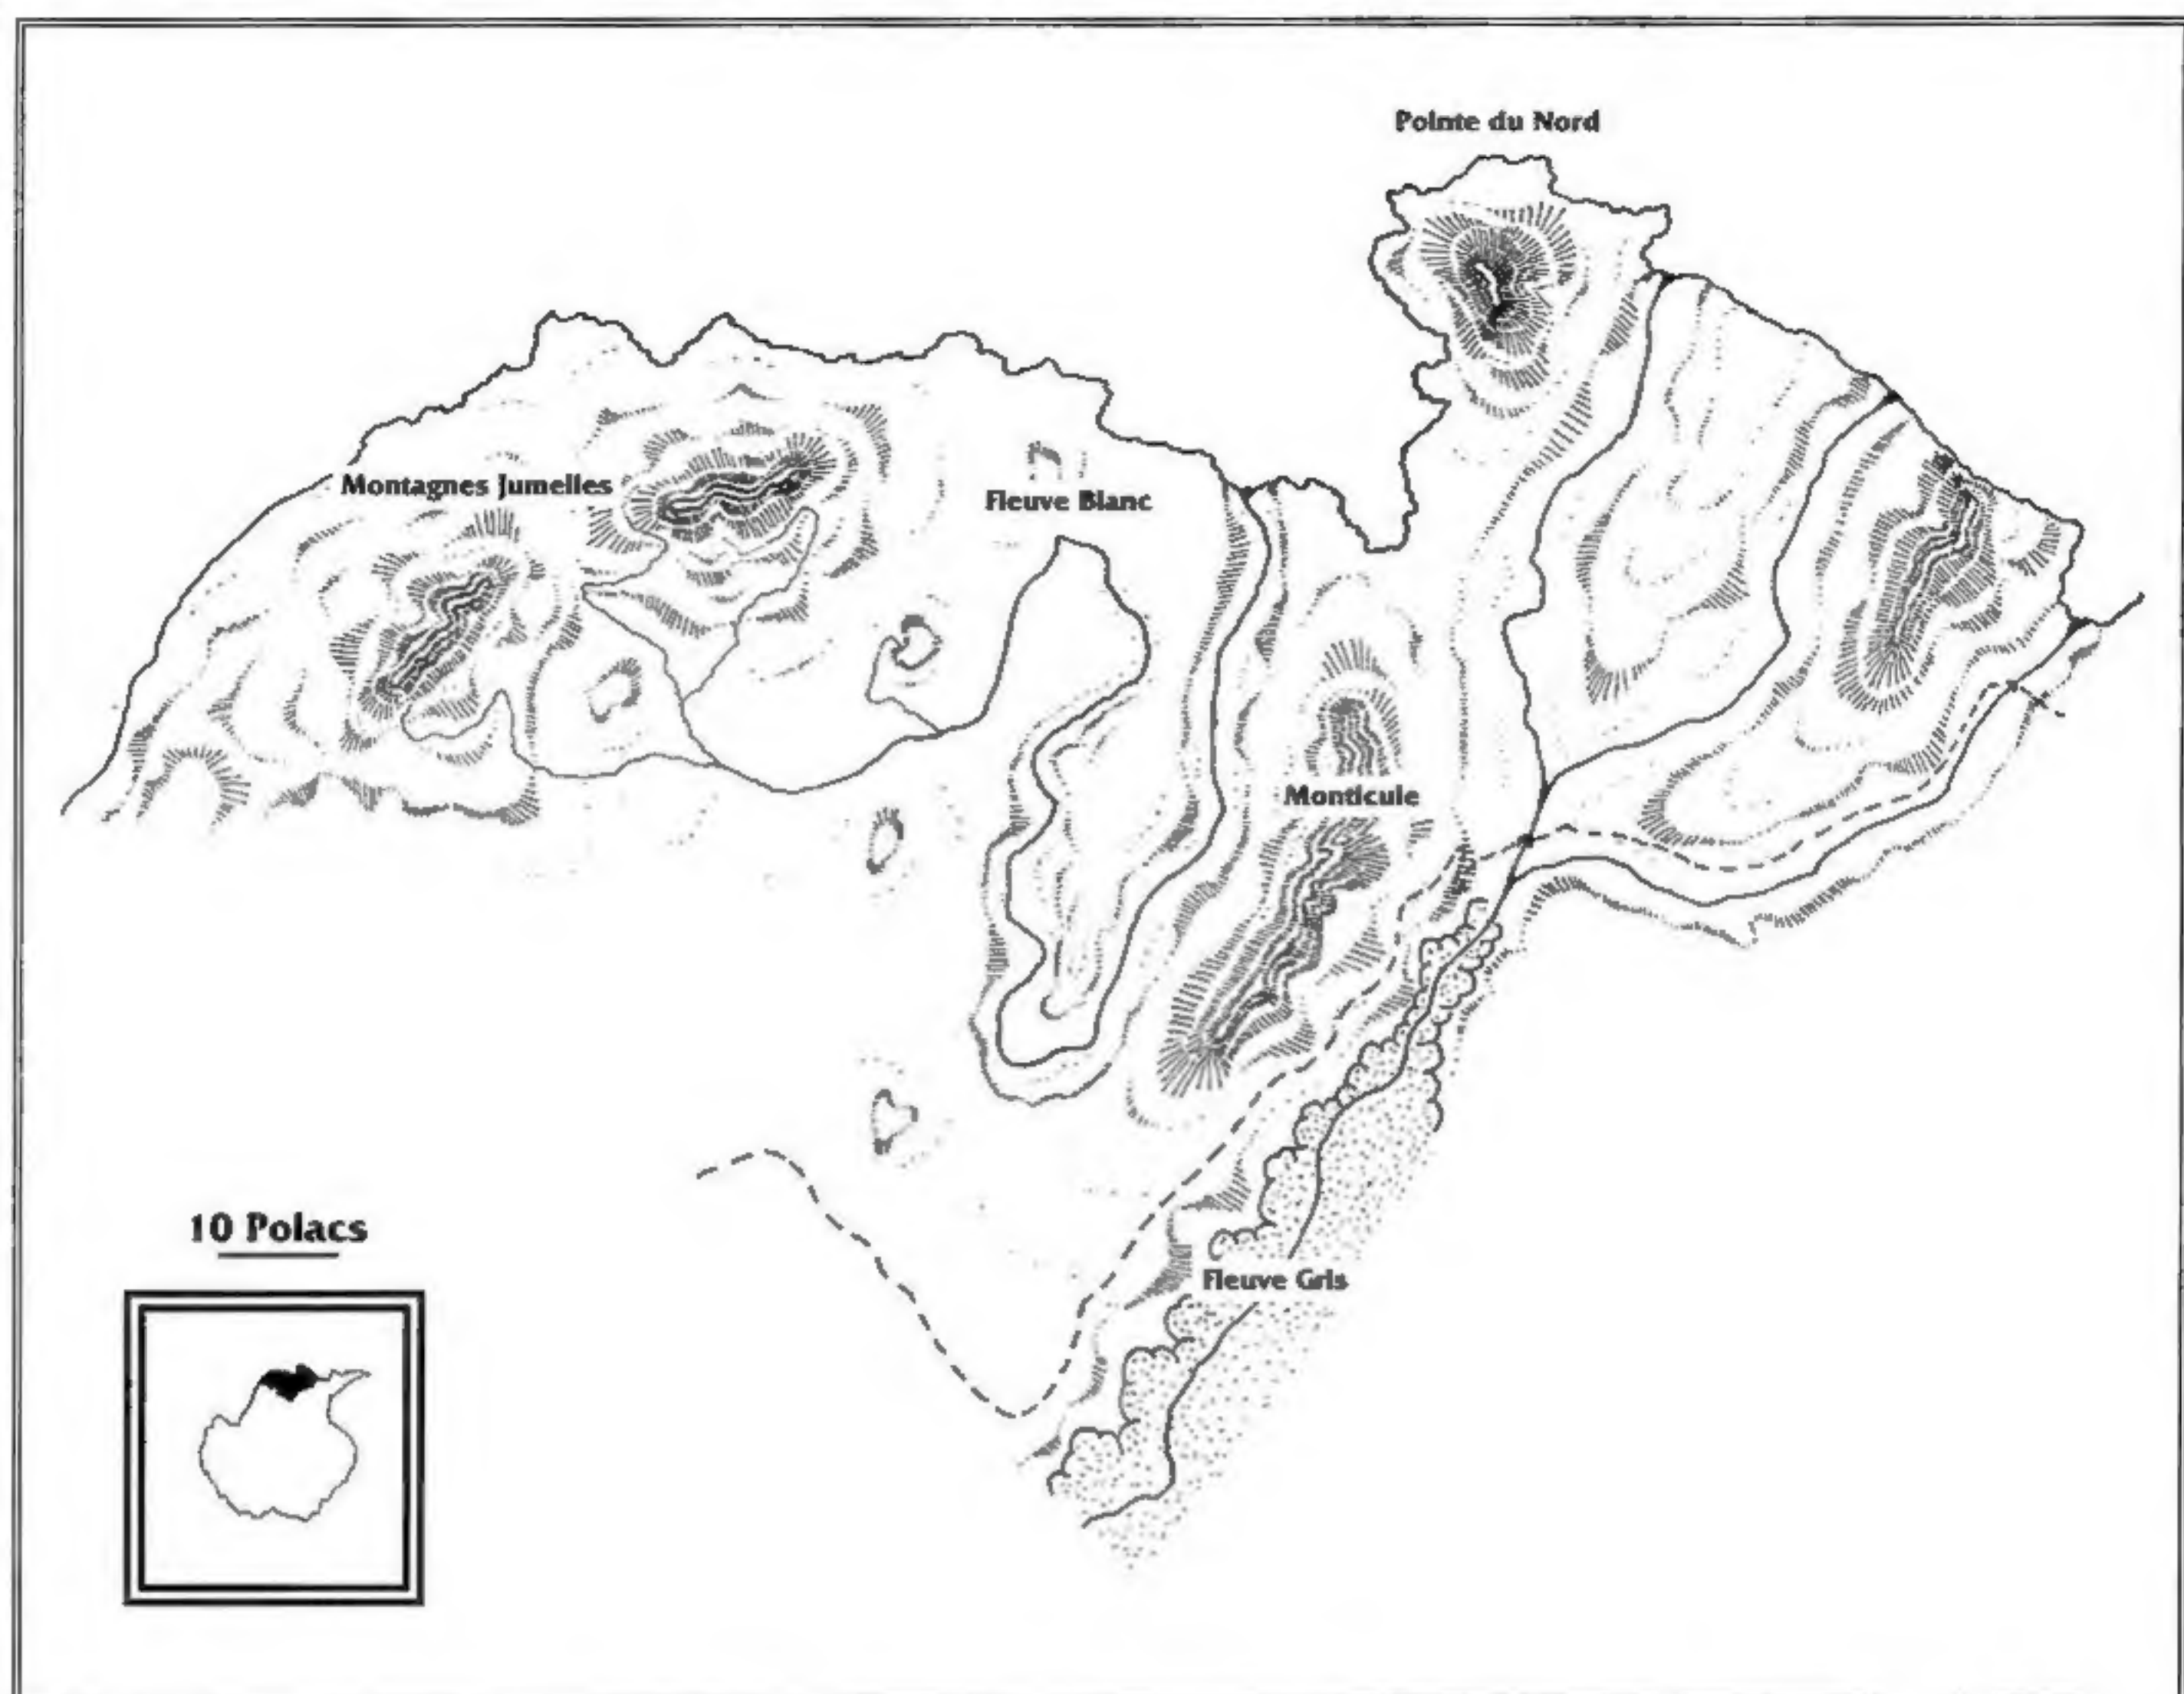 Pointe du Nord
Montagnes Jumelles
Fleuve Blanc
Monticule
10 Polacs
Fleuve Gris